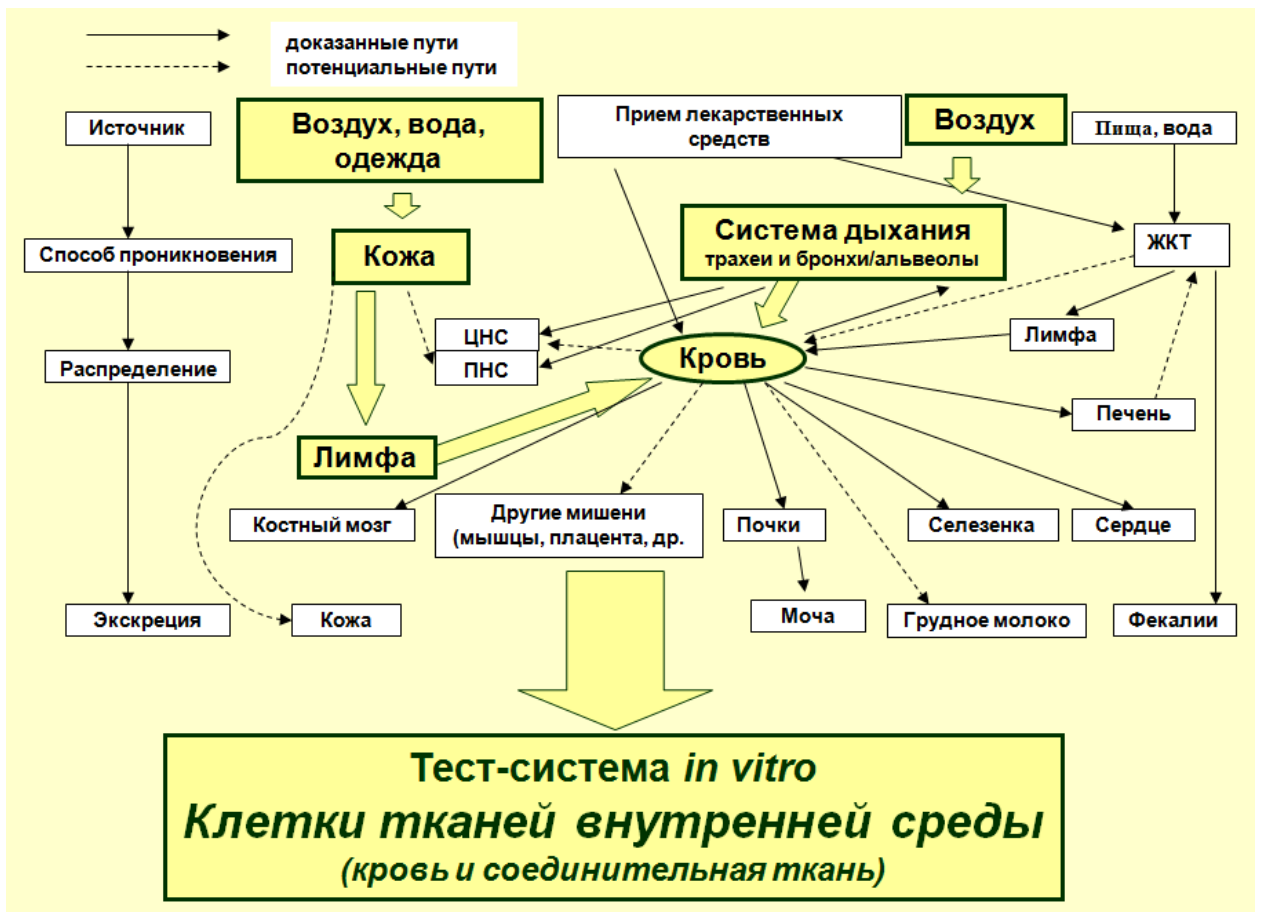 доказанные пути
потенциальные пути
Источник
Воздух, вода,
одежда
Прием лекарственных
средств
Воздух
Пища, вода
Способ проникновения
Кожа
Система дыхания
трахеи и бронхи/альвеолы
ЖКТ
ЦНС
ПНС
Кровь
Лимфа
Распределение
Печень
Лимфа
Костный мозг
Другие мишени
(мышцы, плацента, др.
Почки
Селезенка
Сердце
Экскреция
Кожа
Моча
Грудное молоко
Фекалии
Тест-система in vitro
Клетки тканей внутренней среды
(кровь и соединительная ткань)